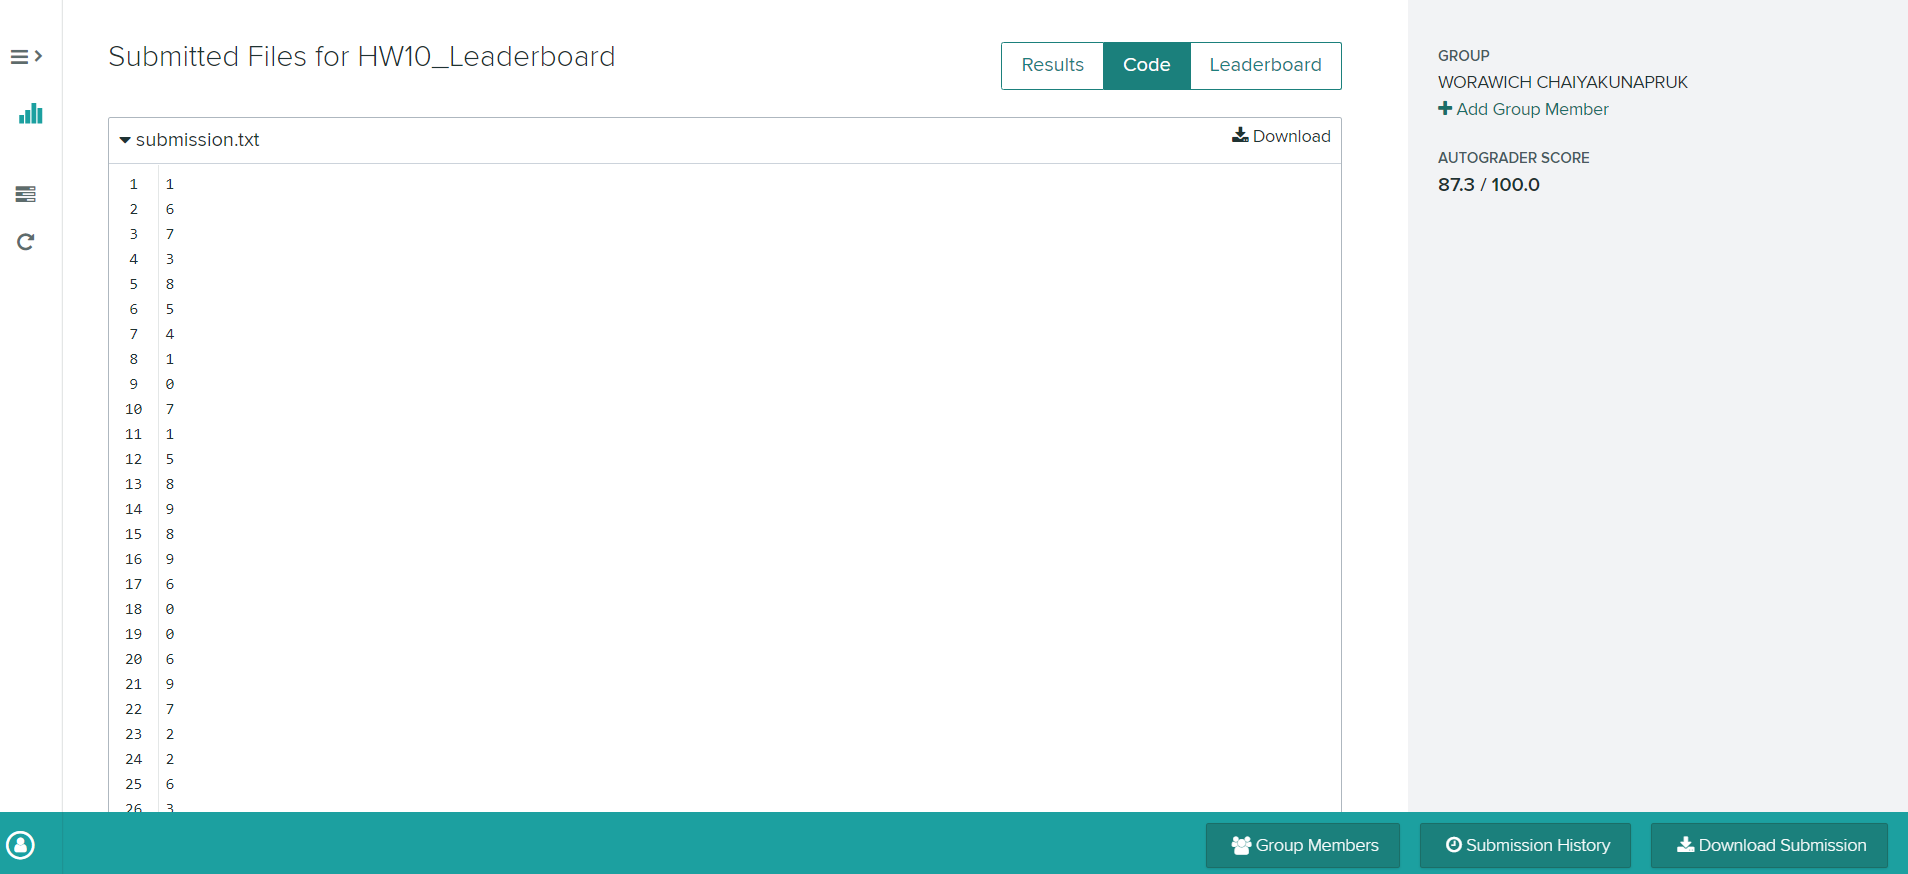 Submitted Files for HW10_Leaderboard
Results Code Leaderboard
submission.txt
Download
1 1
2 6
3 7
4 3
5 8
6 5
7 4
8 1
9 0
10 7
11 1
12 5
13 8
14 9
15 8
16 9
17 6
18 0
19 0
20 6
21 9
22 7
23 2
24 2
25 6
26 3
GROUP
WORAWICH CHAIYAKUNAPRUK
Add Group Member
AUTOGRADER SCORE
87.3 / 100.0
Group Members
Submission History
Download Submission